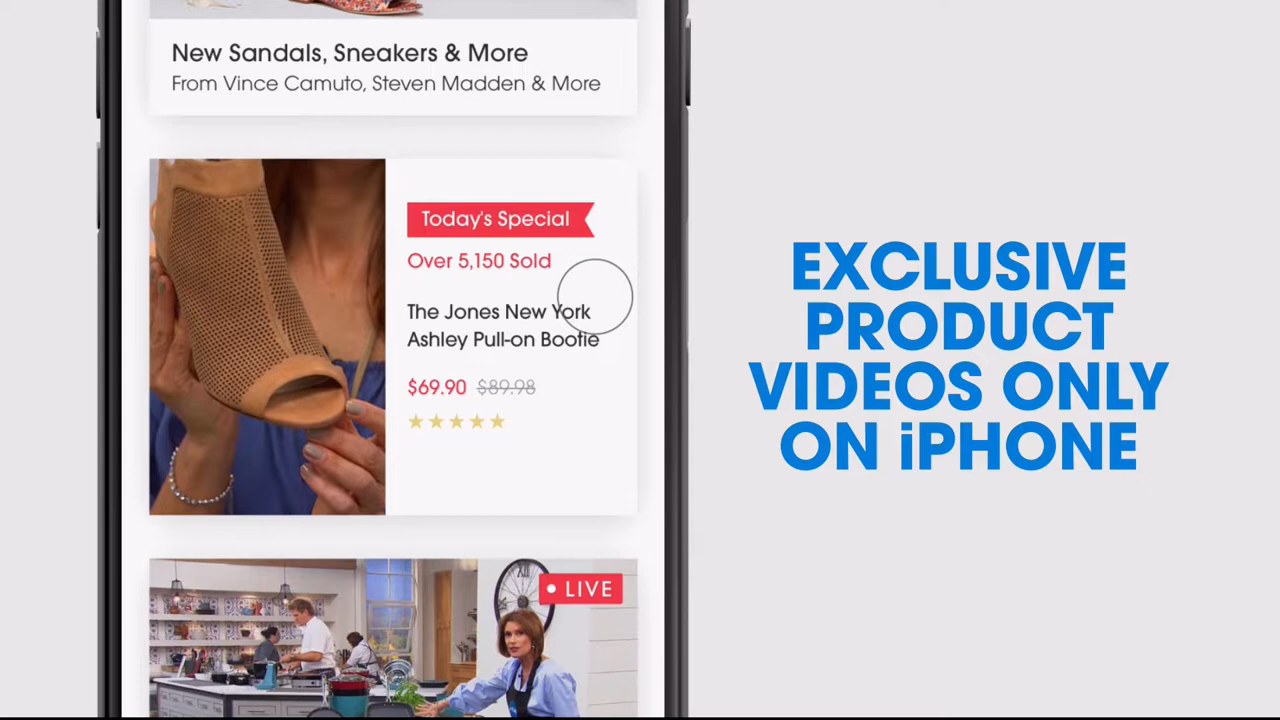 New Sandals, Sneakers & More
From Vince Camuto, Steven Madden & More
Today's Special
Over 5,150 Sold
The Jones New York
Ashley Pull-on Bootie
$69.90 $89.98
LIVE
EXCLUSIVE
PRODUCT
VIDEOS ONLY
ON iPHONE